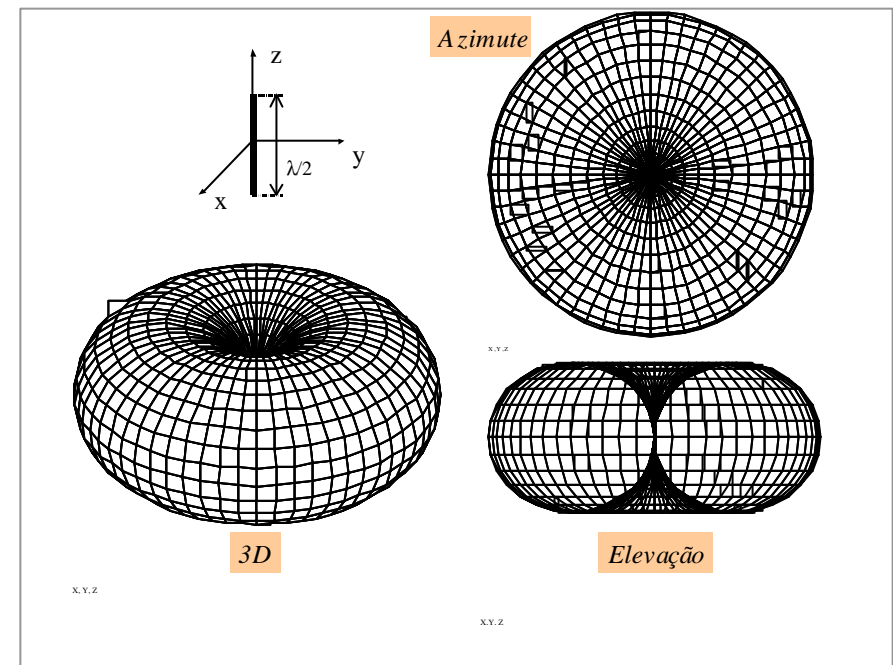 Azimute
z
y
λ/2
x
X,Y,Z
3D
Elevação
X, Y, Z
X.Y. Z